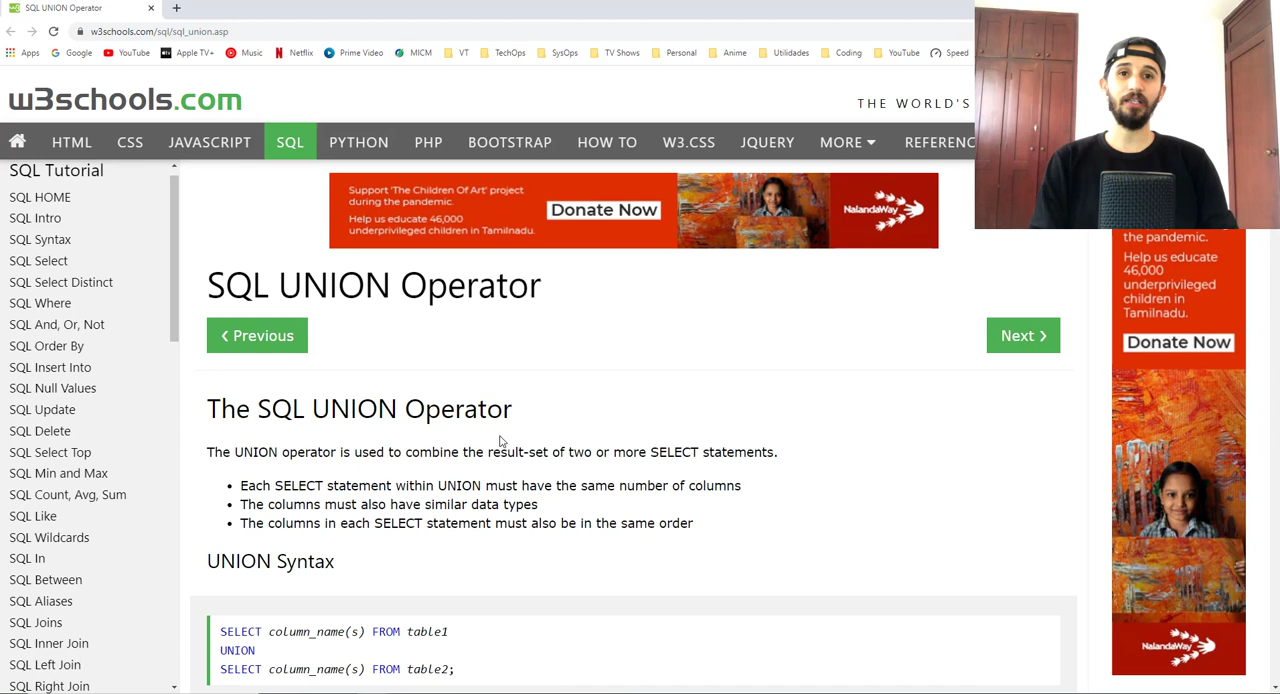 SQL UNION Operator
w3schools.com/sql/sql_union.asp
Apps Google YouTube Apple TV+ Music Netflix Prime Video MICM VT TechOps SysOps TV Shows Personal Anime Utilidades Coding YouTube Speed
w3schools.com
THE WORLD'S
HTML CSS JAVASCRIPT SQL PYTHON PHP BOOTSTRAP HOW TO W3.CSS JQUERY MORE REFERENC
SQL Tutorial
SQL HOME
SQL Intro
SQL Syntax
SQL Select
SQL Select Distinct
SQL Where
SQL And, Or, Not
SQL Order By
SQL Insert Into
SQL Null Values
SQL Update
SQL Delete
SQL Select Top
SQL Min and Max
SQL Count, Avg, Sum
SQL Like
SQL Wildcards
SQL In
SQL Between
SQL Aliases
SQL Joins
SQL Inner Join
SQL Left Join
SQL Right Join
Support 'The Children Of Art' project
during the pandemic.
Help us educate 46,000
underprivileged children in Tamilnadu.
Donate Now
NalandaWay
SQL UNION Operator
❮ Previous
Next ❯
The SQL UNION Operator
The UNION operator is used to combine the result-set of two or more SELECT statements.
• Each SELECT statement within UNION must have the same number of columns
• The columns must also have similar data types
• The columns in each SELECT statement must also be in the same order
UNION Syntax
SELECT column_name(s) FROM table1
UNION
SELECT column_name(s) FROM table2;
the pandemic.
Help us educate
46,000
underprivileged
children in
Tamilnadu.
Donate Now
NalandaWay